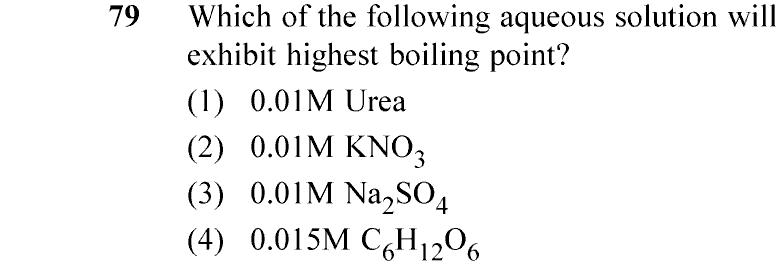 79 Which of the following aqueous solution will
exhibit highest boiling point?
(1) 0.01M Urea
(2) 0.01M KNO₃
(3) 0.01M Na₂SO₄
(4) 0.015M C₆H₁₂O₆